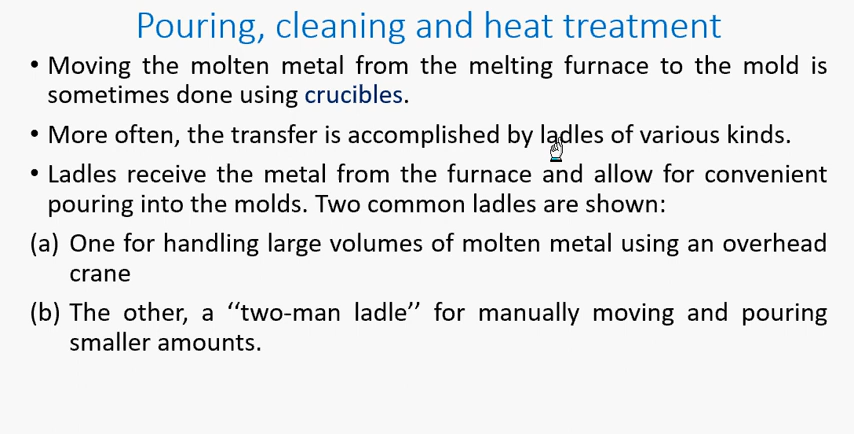 Pouring, cleaning and heat treatment
• Moving the molten metal from the melting furnace to the mold is
sometimes done using crucibles.
• More often, the transfer is accomplished by ladles of various kinds.
• Ladles receive the metal from the furnace and allow for convenient
pouring into the molds. Two common ladles are shown:
(a) One for handling large volumes of molten metal using an overhead
crane
(b) The other, a ‘‘two-man ladle’’ for manually moving and pouring
smaller amounts.